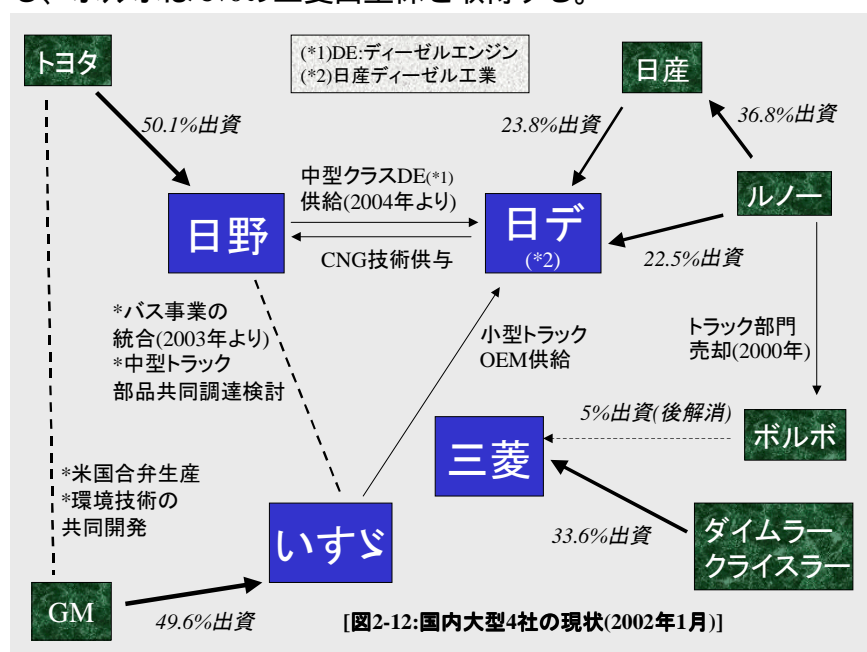 (*1)DE:ディーゼルエンジン
(*2)日産ディーゼル工業
トヨタ
日産
50.1%出資
23.8%出資
36.8%出資
中型クラスDE(*1)
供給(2004年より)
ルノー
日野
日デ
(*2)
CNG技術供与
22.5%出資
*バス事業の
統合(2003年より)
*中型トラック
部品共同調達検討
小型トラック
OEM供給
トラック部門
売却(2000年)
5%出資(後解消)
ボルボ
三菱
*米国合弁生産
*環境技術の
共同開発
いすゞ
33.6%出資
ダイムラー
クライスラー
GM
49.6%出資
[図2-12:国内大型4社の現状(2002年1月)]